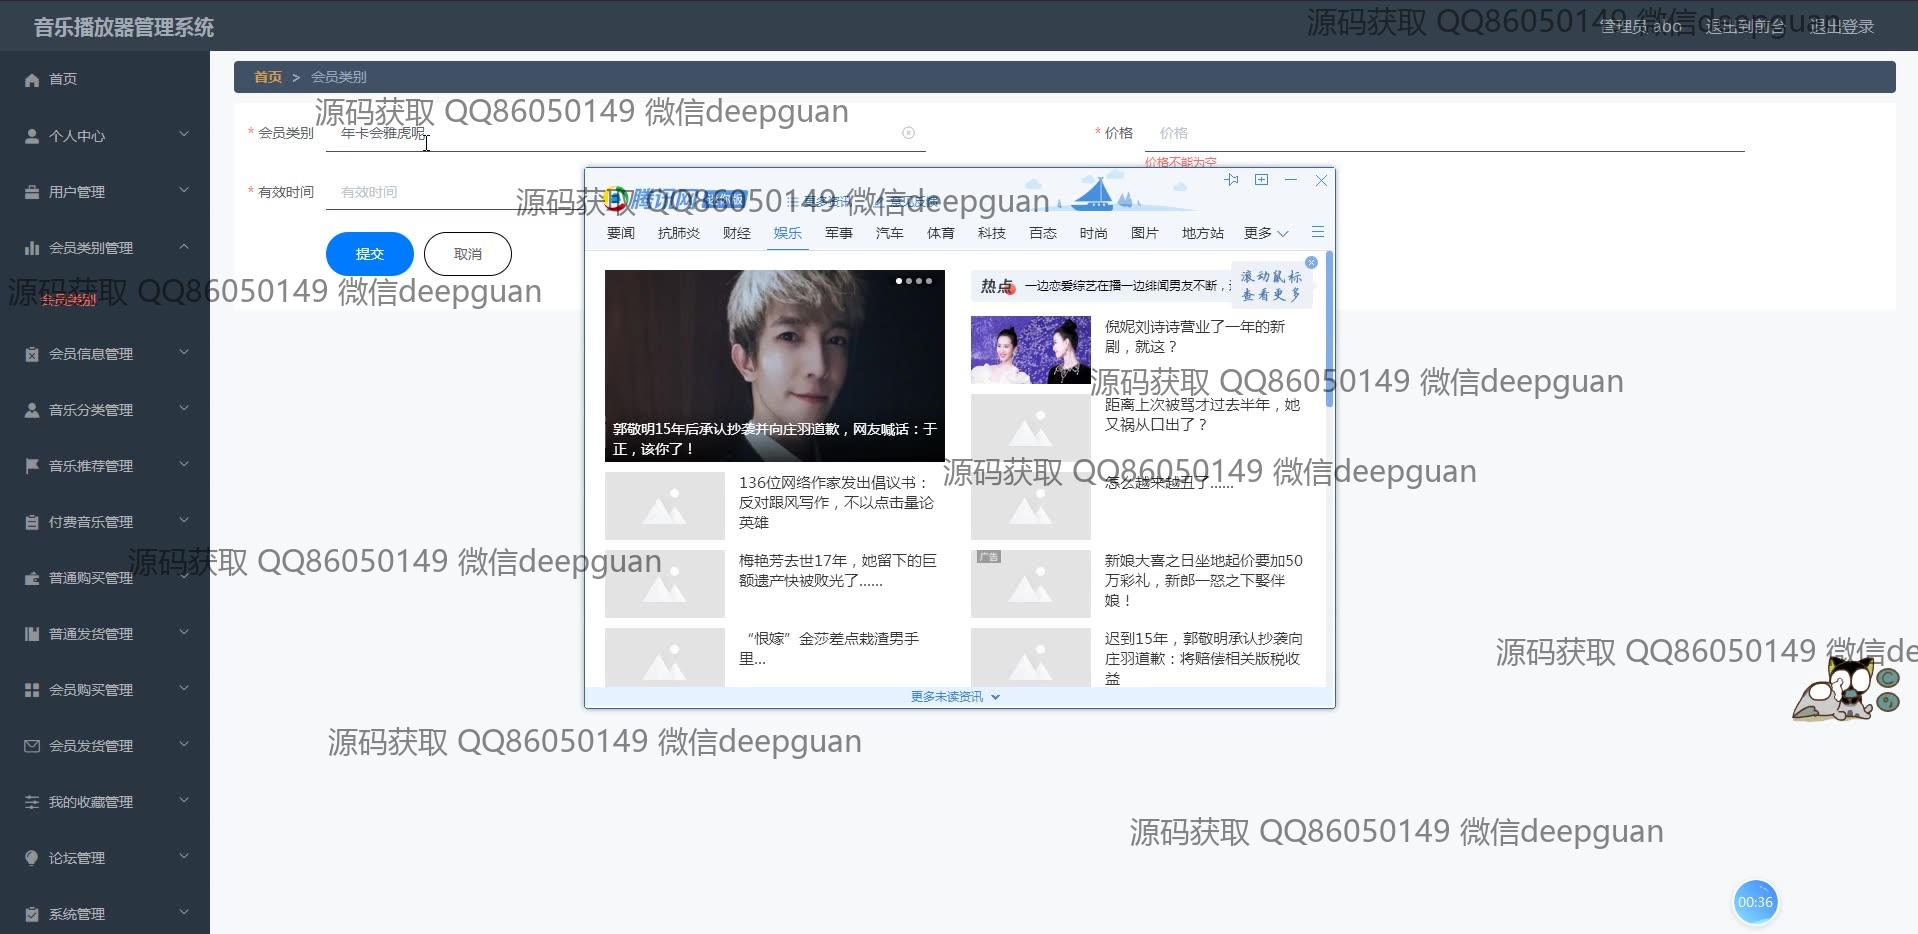 音乐播放器管理系统
管理员 abo
退出到前台
退出登录
源码获取 QQ86050149 微信deepguan
首页
个人中心
用户管理
会员类别管理
会员类别
会员信息管理
音乐分类管理
音乐推荐管理
付费音乐管理
普通购买管理
普通发货管理
会员购买管理
会员发货管理
我的收藏管理
论坛管理
系统管理
首页 > 会员类别
源码获取 QQ86050149 微信deepguan
* 会员类别
年卡会雅虎呢
* 价格
价格
价格不能为空
* 有效时间
有效时间
提交
取消
源码获取 QQ86050149 微信deepguan
源码获取 QQ86050149 微信deepguan
腾讯网 迷你版
更多资讯
意见反馈
要闻 抗肺炎 财经 娱乐 军事 汽车 体育 科技 百态 时尚 图片 地方站 更多
郭敬明15年后承认抄袭并向庄羽道歉，网友喊话：于
正，该你了！
136位网络作家发出倡议书：
反对跟风写作，不以点击量论
英雄
梅艳芳去世17年，她留下的巨
额遗产快被败光了......
“恨嫁”金莎差点栽渣男手
里...
热点
一边恋爱综艺在播一边绯闻男友不断，
滚动鼠标
查看更多
倪妮刘诗诗营业了一年的新
剧，就这？
距离上次被骂才过去半年，她
又祸从口出了？
怎么越来越丑了......
广告
新娘大喜之日坐地起价要加50
万彩礼，新郎一怒之下娶伴
娘！
迟到15年，郭敬明承认抄袭向
庄羽道歉：将赔偿相关版税收
益
更多未读资讯
源码获取 QQ86050149 微信deepguan
源码获取 QQ86050149 微信deepguan
源码获取 QQ86050149 微信deepguan
源码获取 QQ86050149 微信de
源码获取 QQ86050149 微信deepguan
源码获取 QQ86050149 微信deepguan
00:36